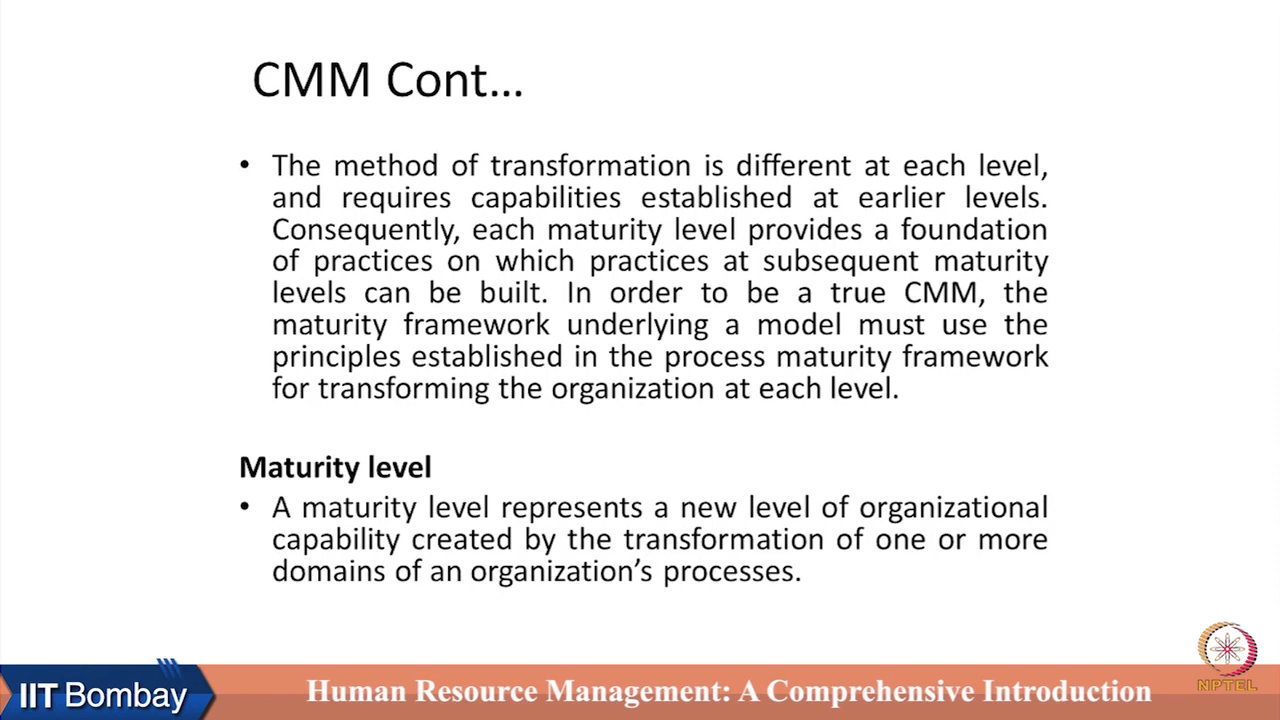 CMM Cont…
• The method of transformation is different at each level,
and requires capabilities established at earlier levels.
Consequently, each maturity level provides a foundation
of practices on which practices at subsequent maturity
levels can be built. In order to be a true CMM, the
maturity framework underlying a model must use the
principles established in the process maturity framework
for transforming the organization at each level.
Maturity level
• A maturity level represents a new level of organizational
capability created by the transformation of one or more
domains of an organization’s processes.
NPTEL
IIT Bombay
Human Resource Management: A Comprehensive Introduction